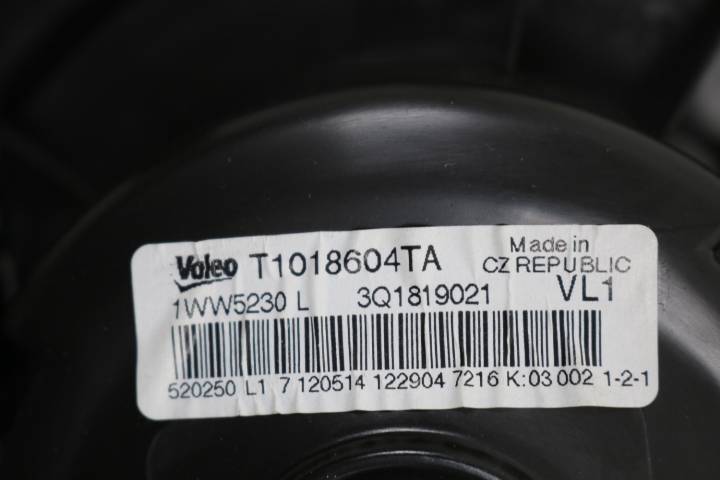 Valeo T1018604TA Made in
CZ REPUBLIC
1WW5230 L 3Q1819021 VL1
520250 L1 7 120514 122904 7216 K:03 002 1-2-1